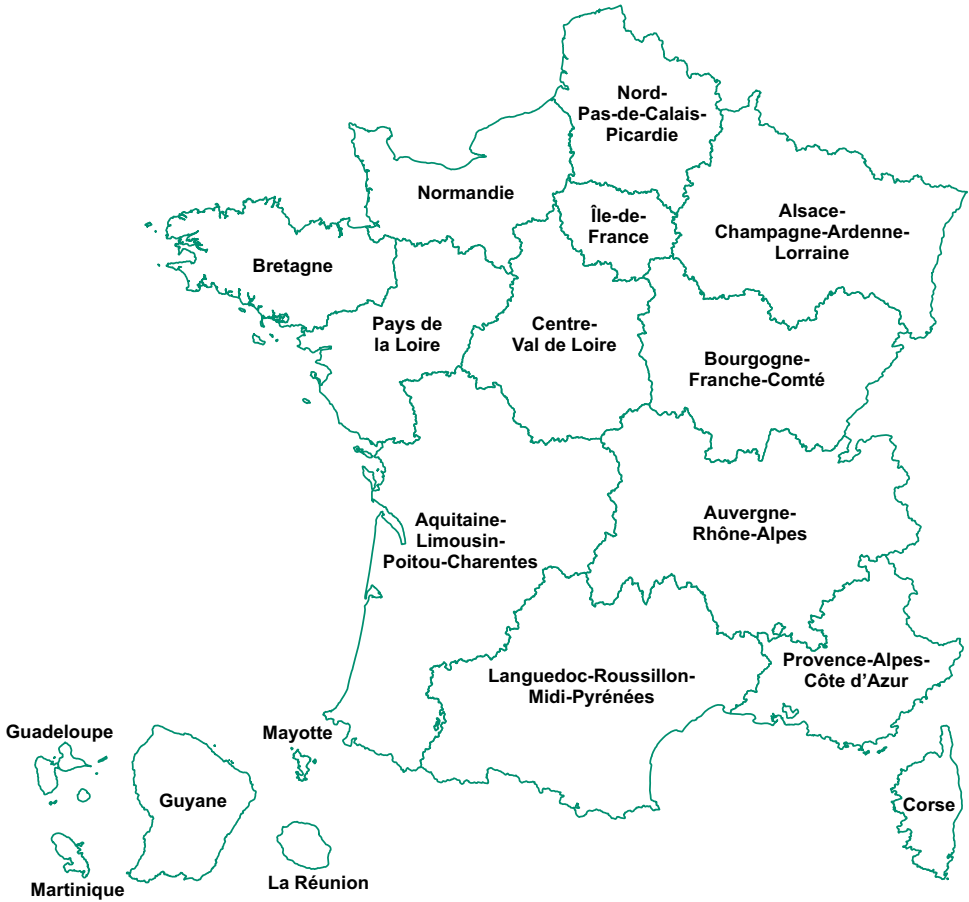 Nord-
Pas-de-Calais-
Picardie
Normandie
Île-de-
France
Alsace-
Champagne-Ardenne-
Lorraine
Bretagne
Pays de
la Loire
Centre-
Val de Loire
Bourgogne-
Franche-Comté
Aquitaine-
Limousin-
Poitou-Charentes
Auvergne-
Rhône-Alpes
Languedoc-Roussillon-
Midi-Pyrénées
Provence-Alpes-
Côte d’Azur
Guadeloupe
Mayotte
Guyane
Corse
Martinique
La Réunion